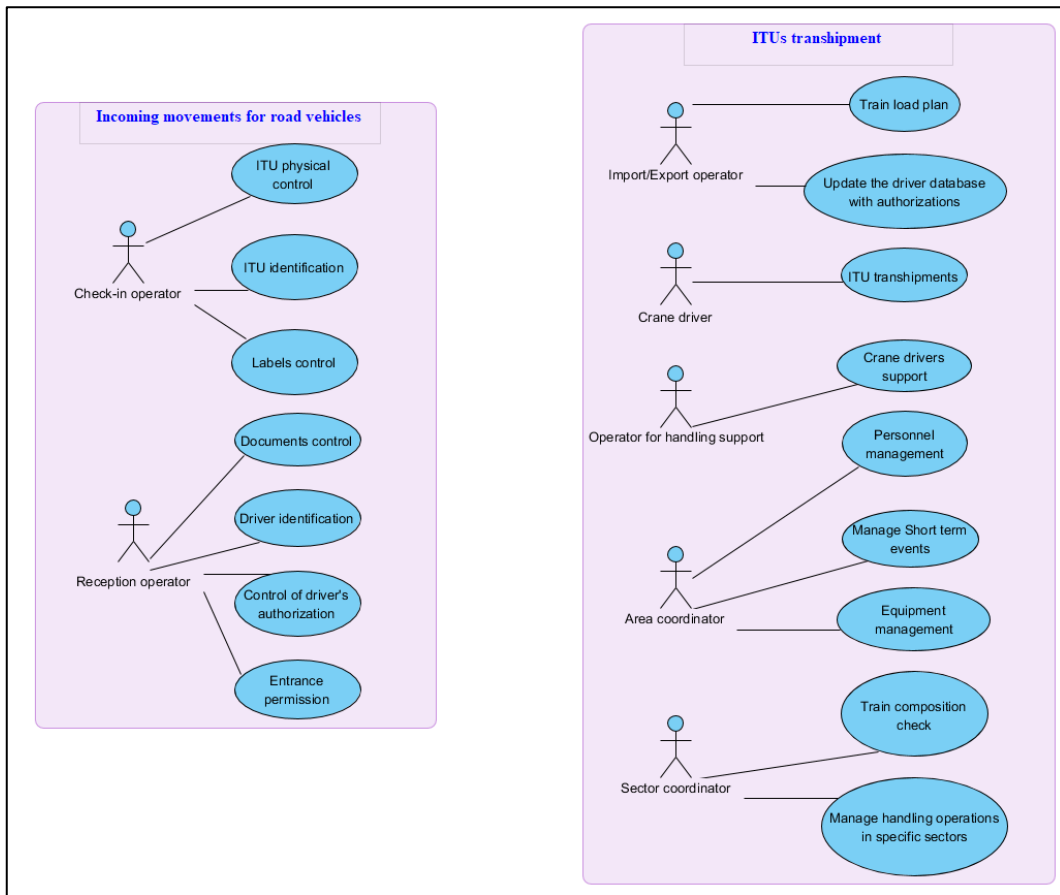 Incoming movements for road vehicles
ITU physical
control
Check-in operator
ITU identification
Labels control
Documents control
Driver identification
Reception operator
Control of driver's
authorization
Entrance
permission
ITUs transhipment
Train load plan
Import/Export operator
Update the driver database
with authorizations
ITU transhipments
Crane driver
Crane drivers
support
Operator for handling support
Personnel
management
Manage Short term
events
Area coordinator
Equipment
management
Train composition
check
Sector coordinator
Manage handling operations
in specific sectors